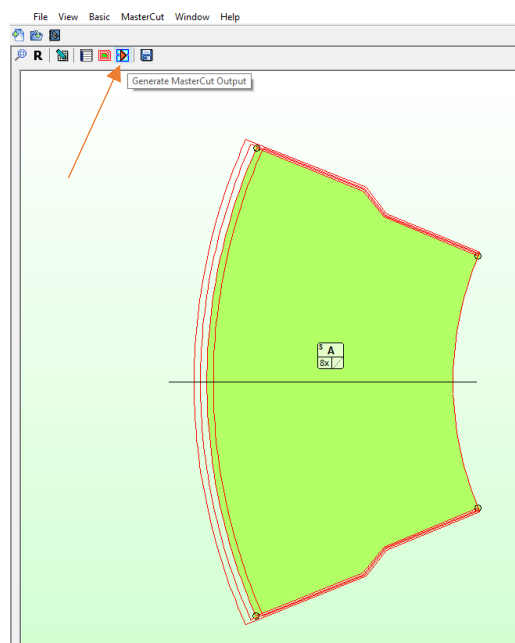 File View Basic MasterCut Window Help
R
Generate MasterCut Output
$ A
8x